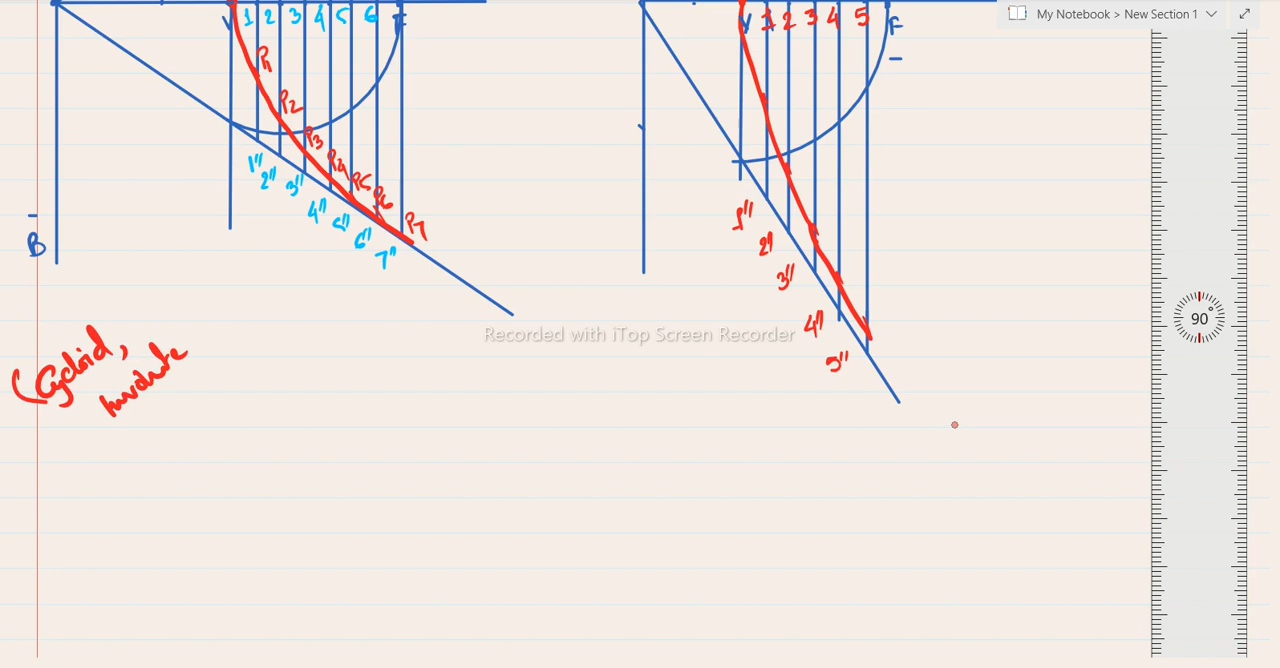 My Notebook > New Section 1
V 1 2 3 4 5 6 F
V 1 2 3 4 5 F
P1
P2
P3
P4
P5
P6
P7
1"
2"
3"
4"
5"
6"
7"
B
1"
2"
3"
4"
5"
Recorded with iTop Screen Recorder
90°
(Cycloid,